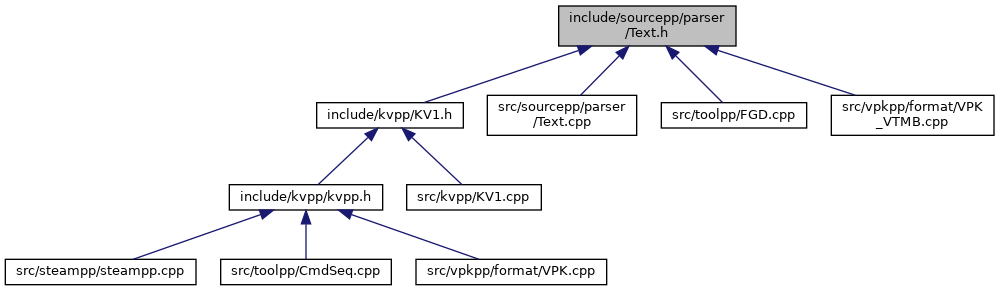 include/sourcepp/parser
/Text.h
include/kvpp/KV1.h
src/sourcepp/parser
/Text.cpp
src/toolpp/FGD.cpp
src/vpkpp/format/VPK
_VTMB.cpp
include/kvpp/kvpp.h
src/kvpp/KV1.cpp
src/steampp/steampp.cpp
src/toolpp/CmdSeq.cpp
src/vpkpp/format/VPK.cpp